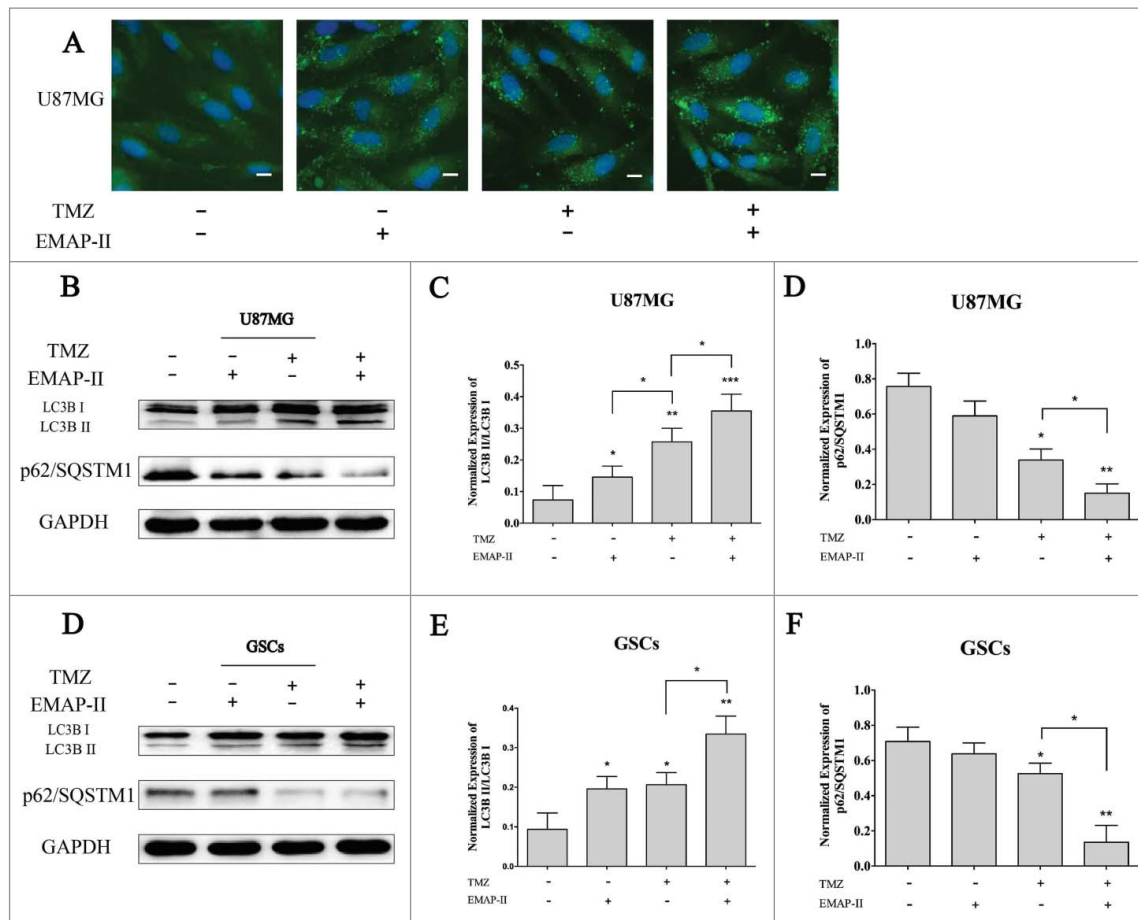 A
U87MG
TMZ – – + +
EMAP-II – + – +
B
U87MG
TMZ – – + +
EMAP-II – + – +
LC3B I
LC3B II
p62/SQSTM1
GAPDH
C
U87MG
Normalized Expression of
LC3B II/LC3B I
0.5
0.4
0.3
0.2
0.1
0.0
*
**
***
*
*
TMZ - - + +
EMAP-II - + - +
D
U87MG
Normalized Expression of
p62/SQSTM1
1.0
0.8
0.6
0.4
0.2
0.0
*
**
*
TMZ - - + +
EMAP-II - + - +
D
GSCs
TMZ – – + +
EMAP-II – + – +
LC3B I
LC3B II
p62/SQSTM1
GAPDH
E
GSCs
Normalized Expression of
LC3B II/LC3B I
0.4
0.3
0.2
0.1
0.0
*
*
**
*
TMZ - - + +
EMAP-II - + - +
F
GSCs
Normalized Expression of
p62/SQSTM1
1.0
0.8
0.6
0.4
0.2
0.0
*
**
*
TMZ - - + +
EMAP-II - + - +